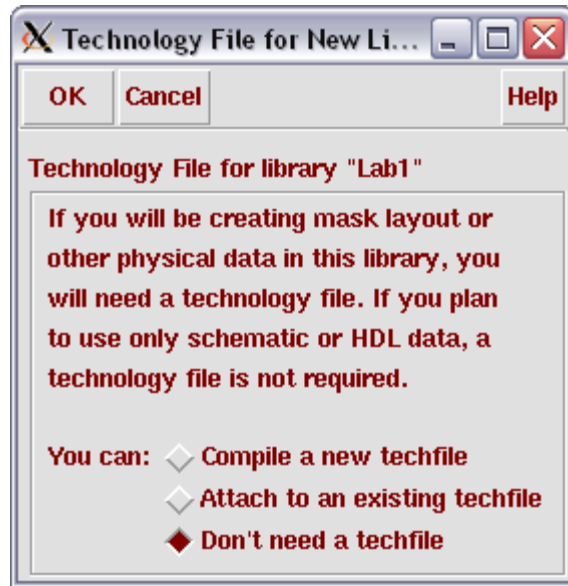 Technology File for New Li...
OK Cancel Help
Technology File for library "Lab1"
If you will be creating mask layout or
other physical data in this library, you
will need a technology file. If you plan
to use only schematic or HDL data, a
technology file is not required.
You can: Compile a new techfile
Attach to an existing techfile
Don't need a techfile